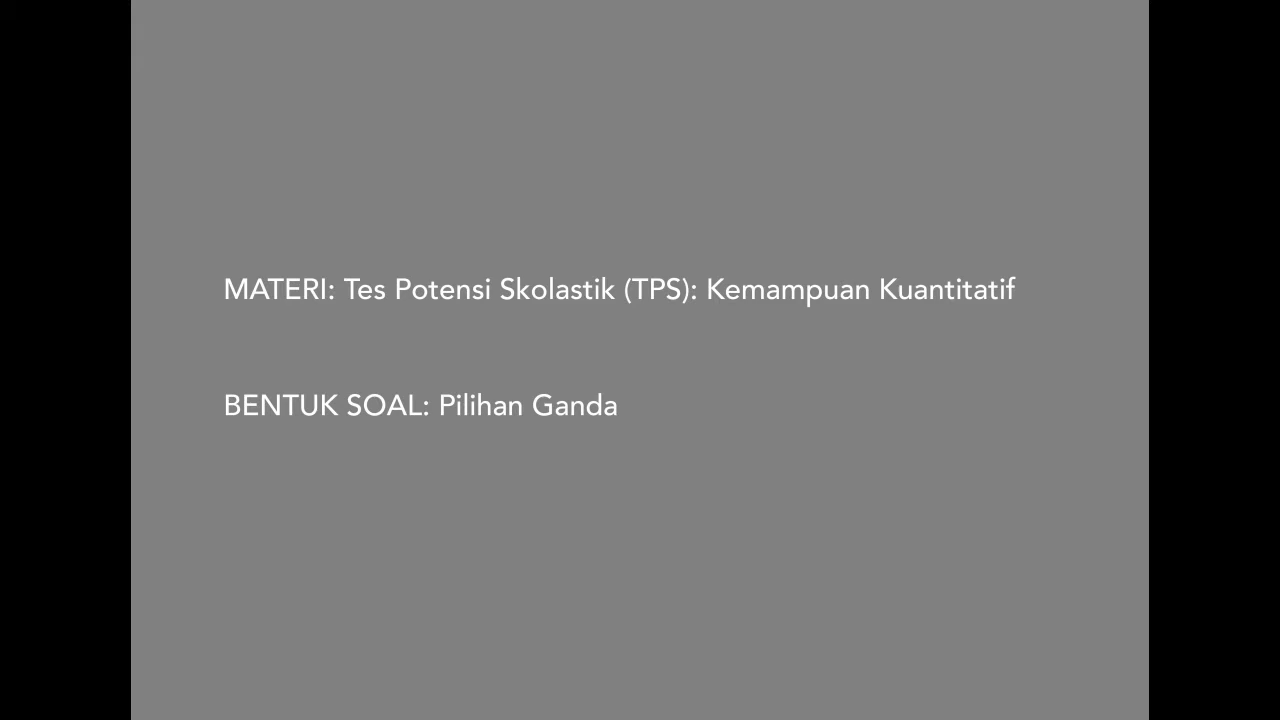 MATERI: Tes Potensi Skolastik (TPS): Kemampuan Kuantitatif
BENTUK SOAL: Pilihan Ganda